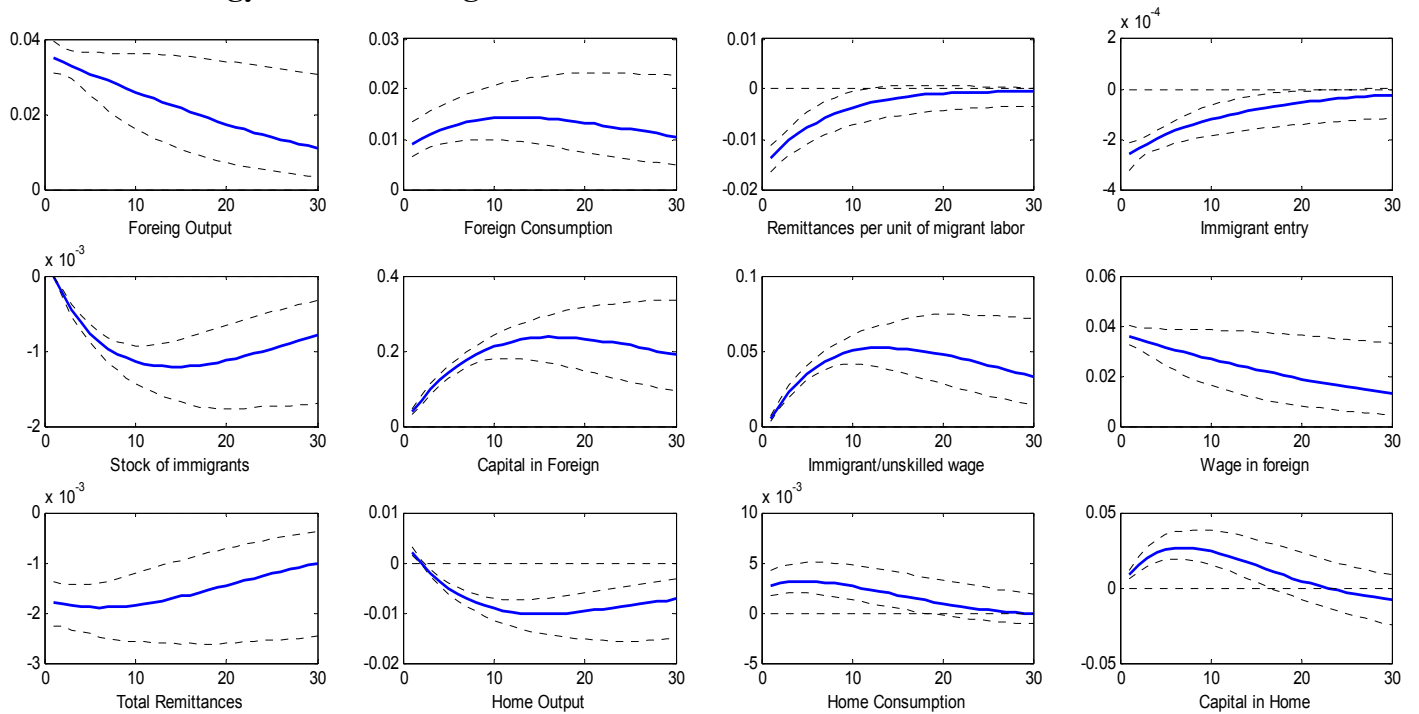 x 10^-4
0.04 0.03 0.01 2
0.02 0 0
0.02 -0.01 -2
0.01
0 0 -0.02 -4
0 10 20 30 0 10 20 30 0 10 20 30 0 10 20 30
Foreing Output Foreign Consumption Remittances per unit of migrant labor Immigrant entry
x 10^-3
0 0.4 0.1 0.06
0.04
-1 0.2 0.05
0.02
-2 0 0 0
0 10 20 30 0 10 20 30 0 10 20 30 0 10 20 30
Stock of immigrants Capital in Foreign Immigrant/unskilled wage Wage in foreign
x 10^-3 x 10^-3
0 0.01 10 0.05
-1 0 5
0
-2 -0.01 0
-3 -0.02 -5 -0.05
0 10 20 30 0 10 20 30 0 10 20 30 0 10 20 30
Total Remittances Home Output Home Consumption Capital in Home